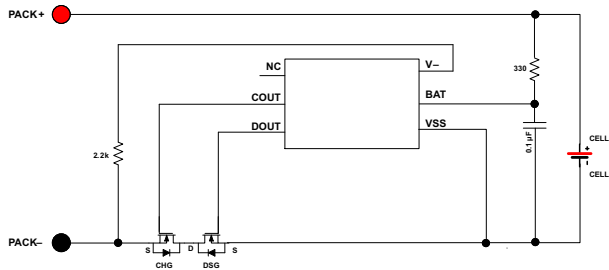 PACK+
NC
V–
330
COUT
BAT
DOUT
VSS
0.1 µF
CELL
+
-
CELL
2.2k
PACK–
S
D
S
CHG
DSG